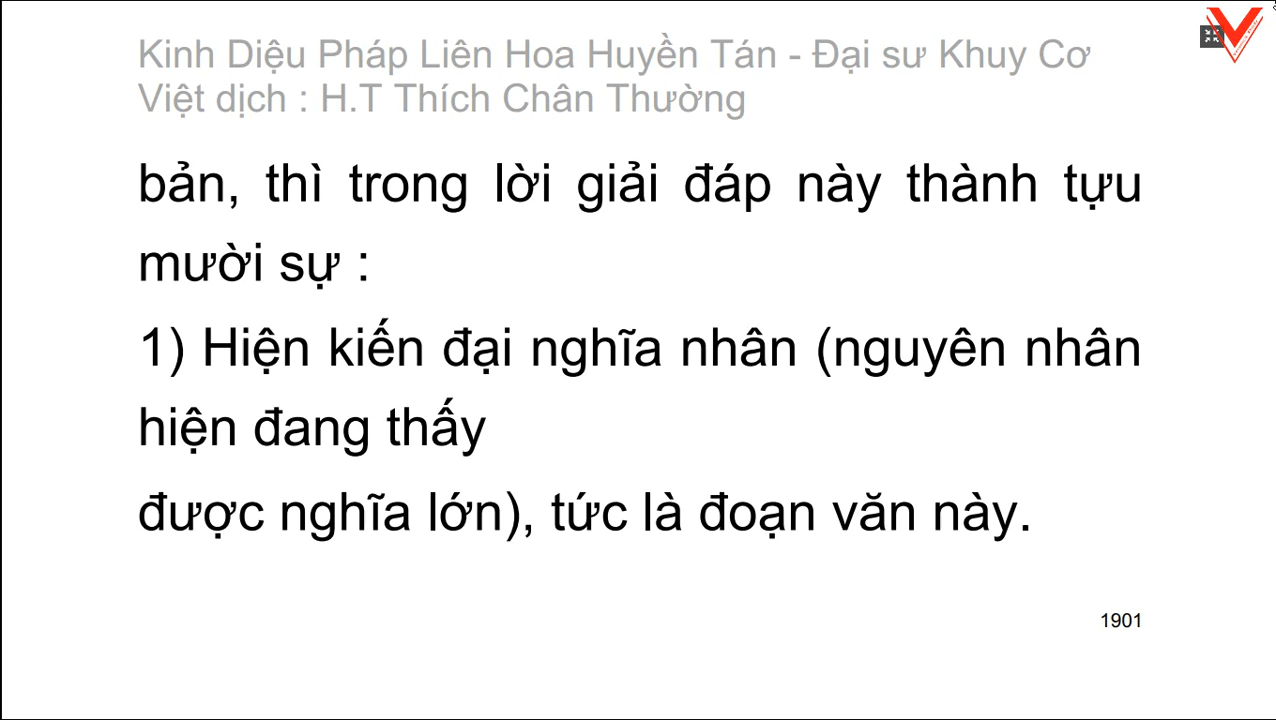 Kinh Diệu Pháp Liên Hoa Huyền Tán - Đại sư Khuy Cơ
Việt dịch : H.T Thích Chân Thường
bản, thì trong lời giải đáp này thành tựu
mười sự :
1) Hiện kiến đại nghĩa nhân (nguyên nhân
hiện đang thấy
được nghĩa lớn), tức là đoạn văn này.
1901